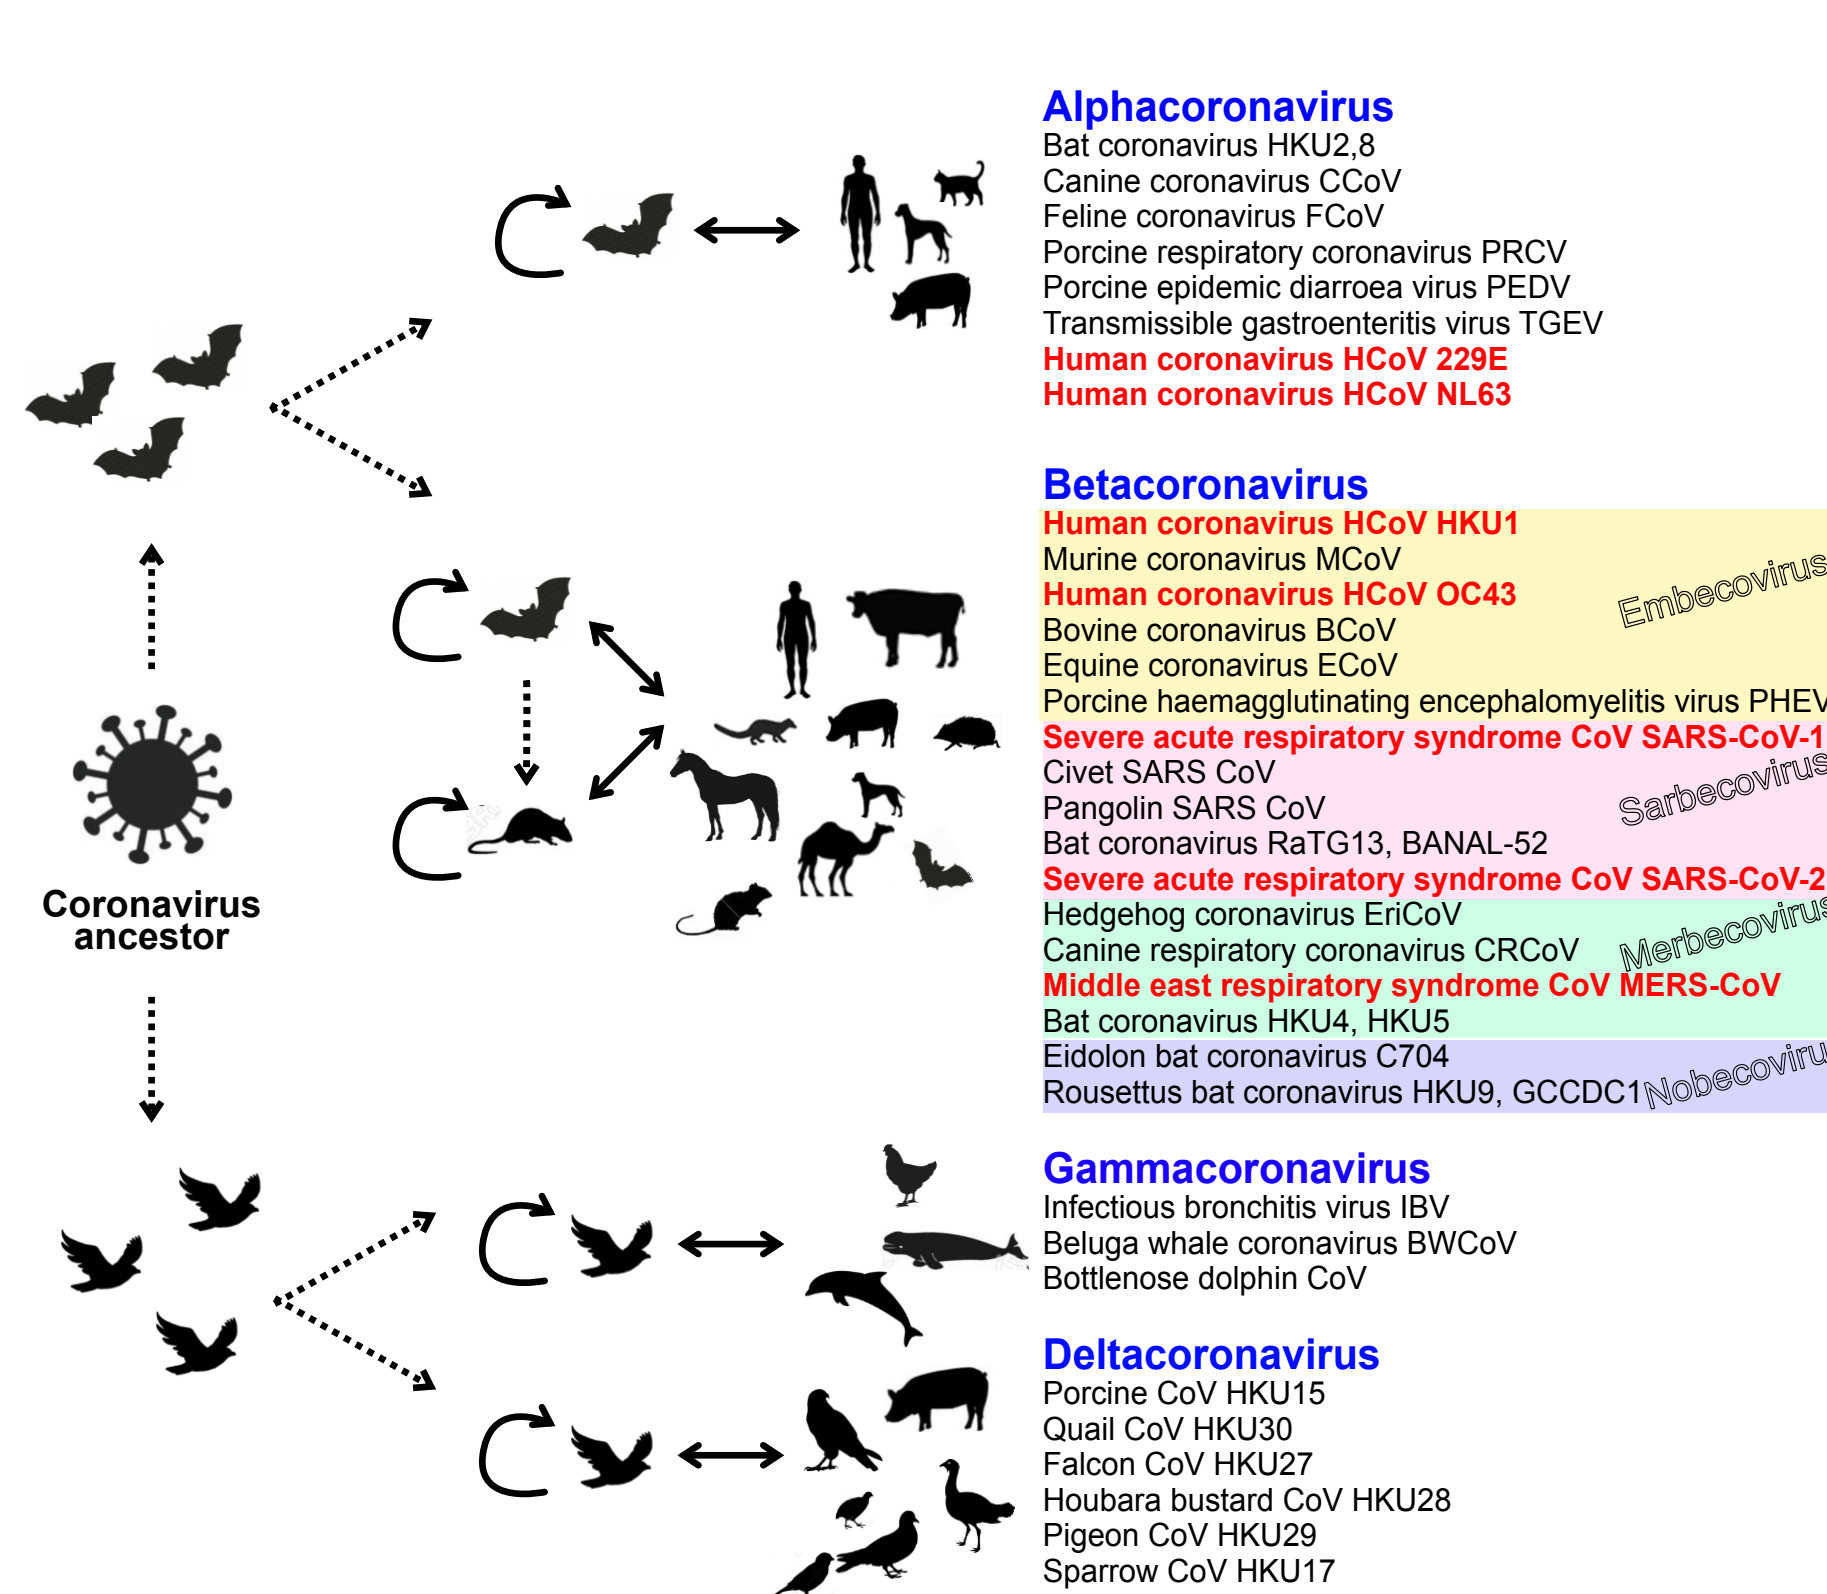 Alphacoronavirus
Bat coronavirus HKU2,8
Canine coronavirus CCoV
Feline coronavirus FCoV
Porcine respiratory coronavirus PRCV
Porcine epidemic diarroea virus PEDV
Transmissible gastroenteritis virus TGEV
Human coronavirus HCoV 229E
Human coronavirus HCoV NL63
Betacoronavirus
Human coronavirus HCoV HKU1
Murine coronavirus MCoV
Human coronavirus HCoV OC43
Embecovirus
Bovine coronavirus BCoV
Equine coronavirus ECoV
Porcine haemagglutinating encephalomyelitis virus PHEV
Severe acute respiratory syndrome CoV SARS-CoV-1
Civet SARS CoV
Sarbecovirus
Pangolin SARS CoV
Bat coronavirus RaTG13, BANAL-52
Severe acute respiratory syndrome CoV SARS-CoV-2
Coronavirus
ancestor
Hedgehog coronavirus EriCoV
Merbecovirus
Canine respiratory coronavirus CRCoV
Middle east respiratory syndrome CoV MERS-CoV
Bat coronavirus HKU4, HKU5
Eidolon bat coronavirus C704
Rousettus bat coronavirus HKU9, GCCDC1
Nobecoviru
Gammacoronavirus
Infectious bronchitis virus IBV
Beluga whale coronavirus BWCoV
Bottlenose dolphin CoV
Deltacoronavirus
Porcine CoV HKU15
Quail CoV HKU30
Falcon CoV HKU27
Houbara bustard CoV HKU28
Pigeon CoV HKU29
Sparrow CoV HKU17